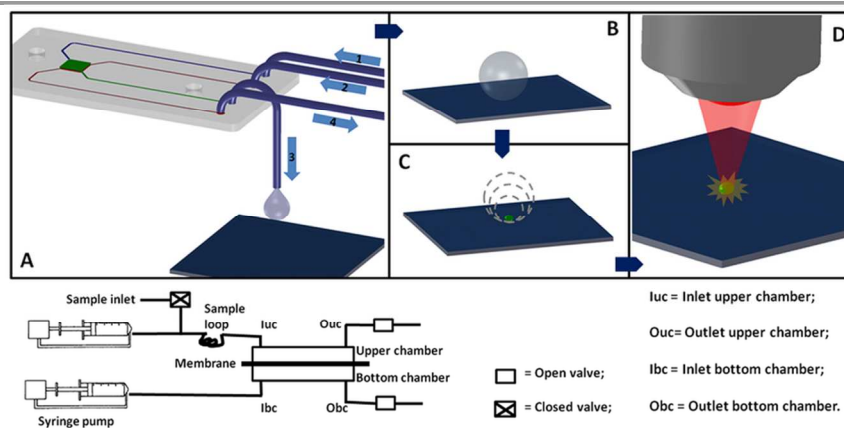 A
1
2
4
3
B
C
D
Sample inlet
Sample
loop
Iuc
Ouc
Membrane
Upper chamber
Bottom chamber
Ibc
Obc
Syringe pump
= Open valve;
= Closed valve;
Iuc = Inlet upper chamber;
Ouc= Outlet upper chamber;
Ibc = Inlet bottom chamber;
Obc = Outlet bottom chamber.